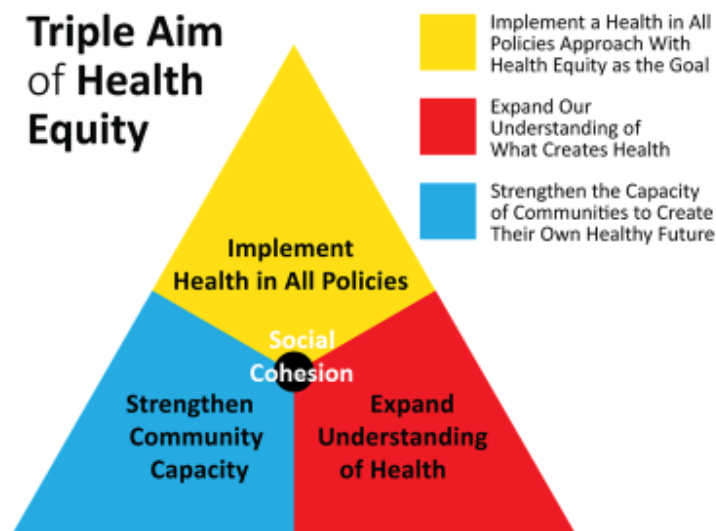 Triple Aim
of Health
Equity
Implement a Health in All
Policies Approach With
Health Equity as the Goal
Expand Our
Understanding of
What Creates Health
Strengthen the Capacity
of Communities to Create
Their Own Healthy Future
Implement
Health in All Policies
Social
Cohesion
Strengthen
Community
Capacity
Expand
Understanding
of Health